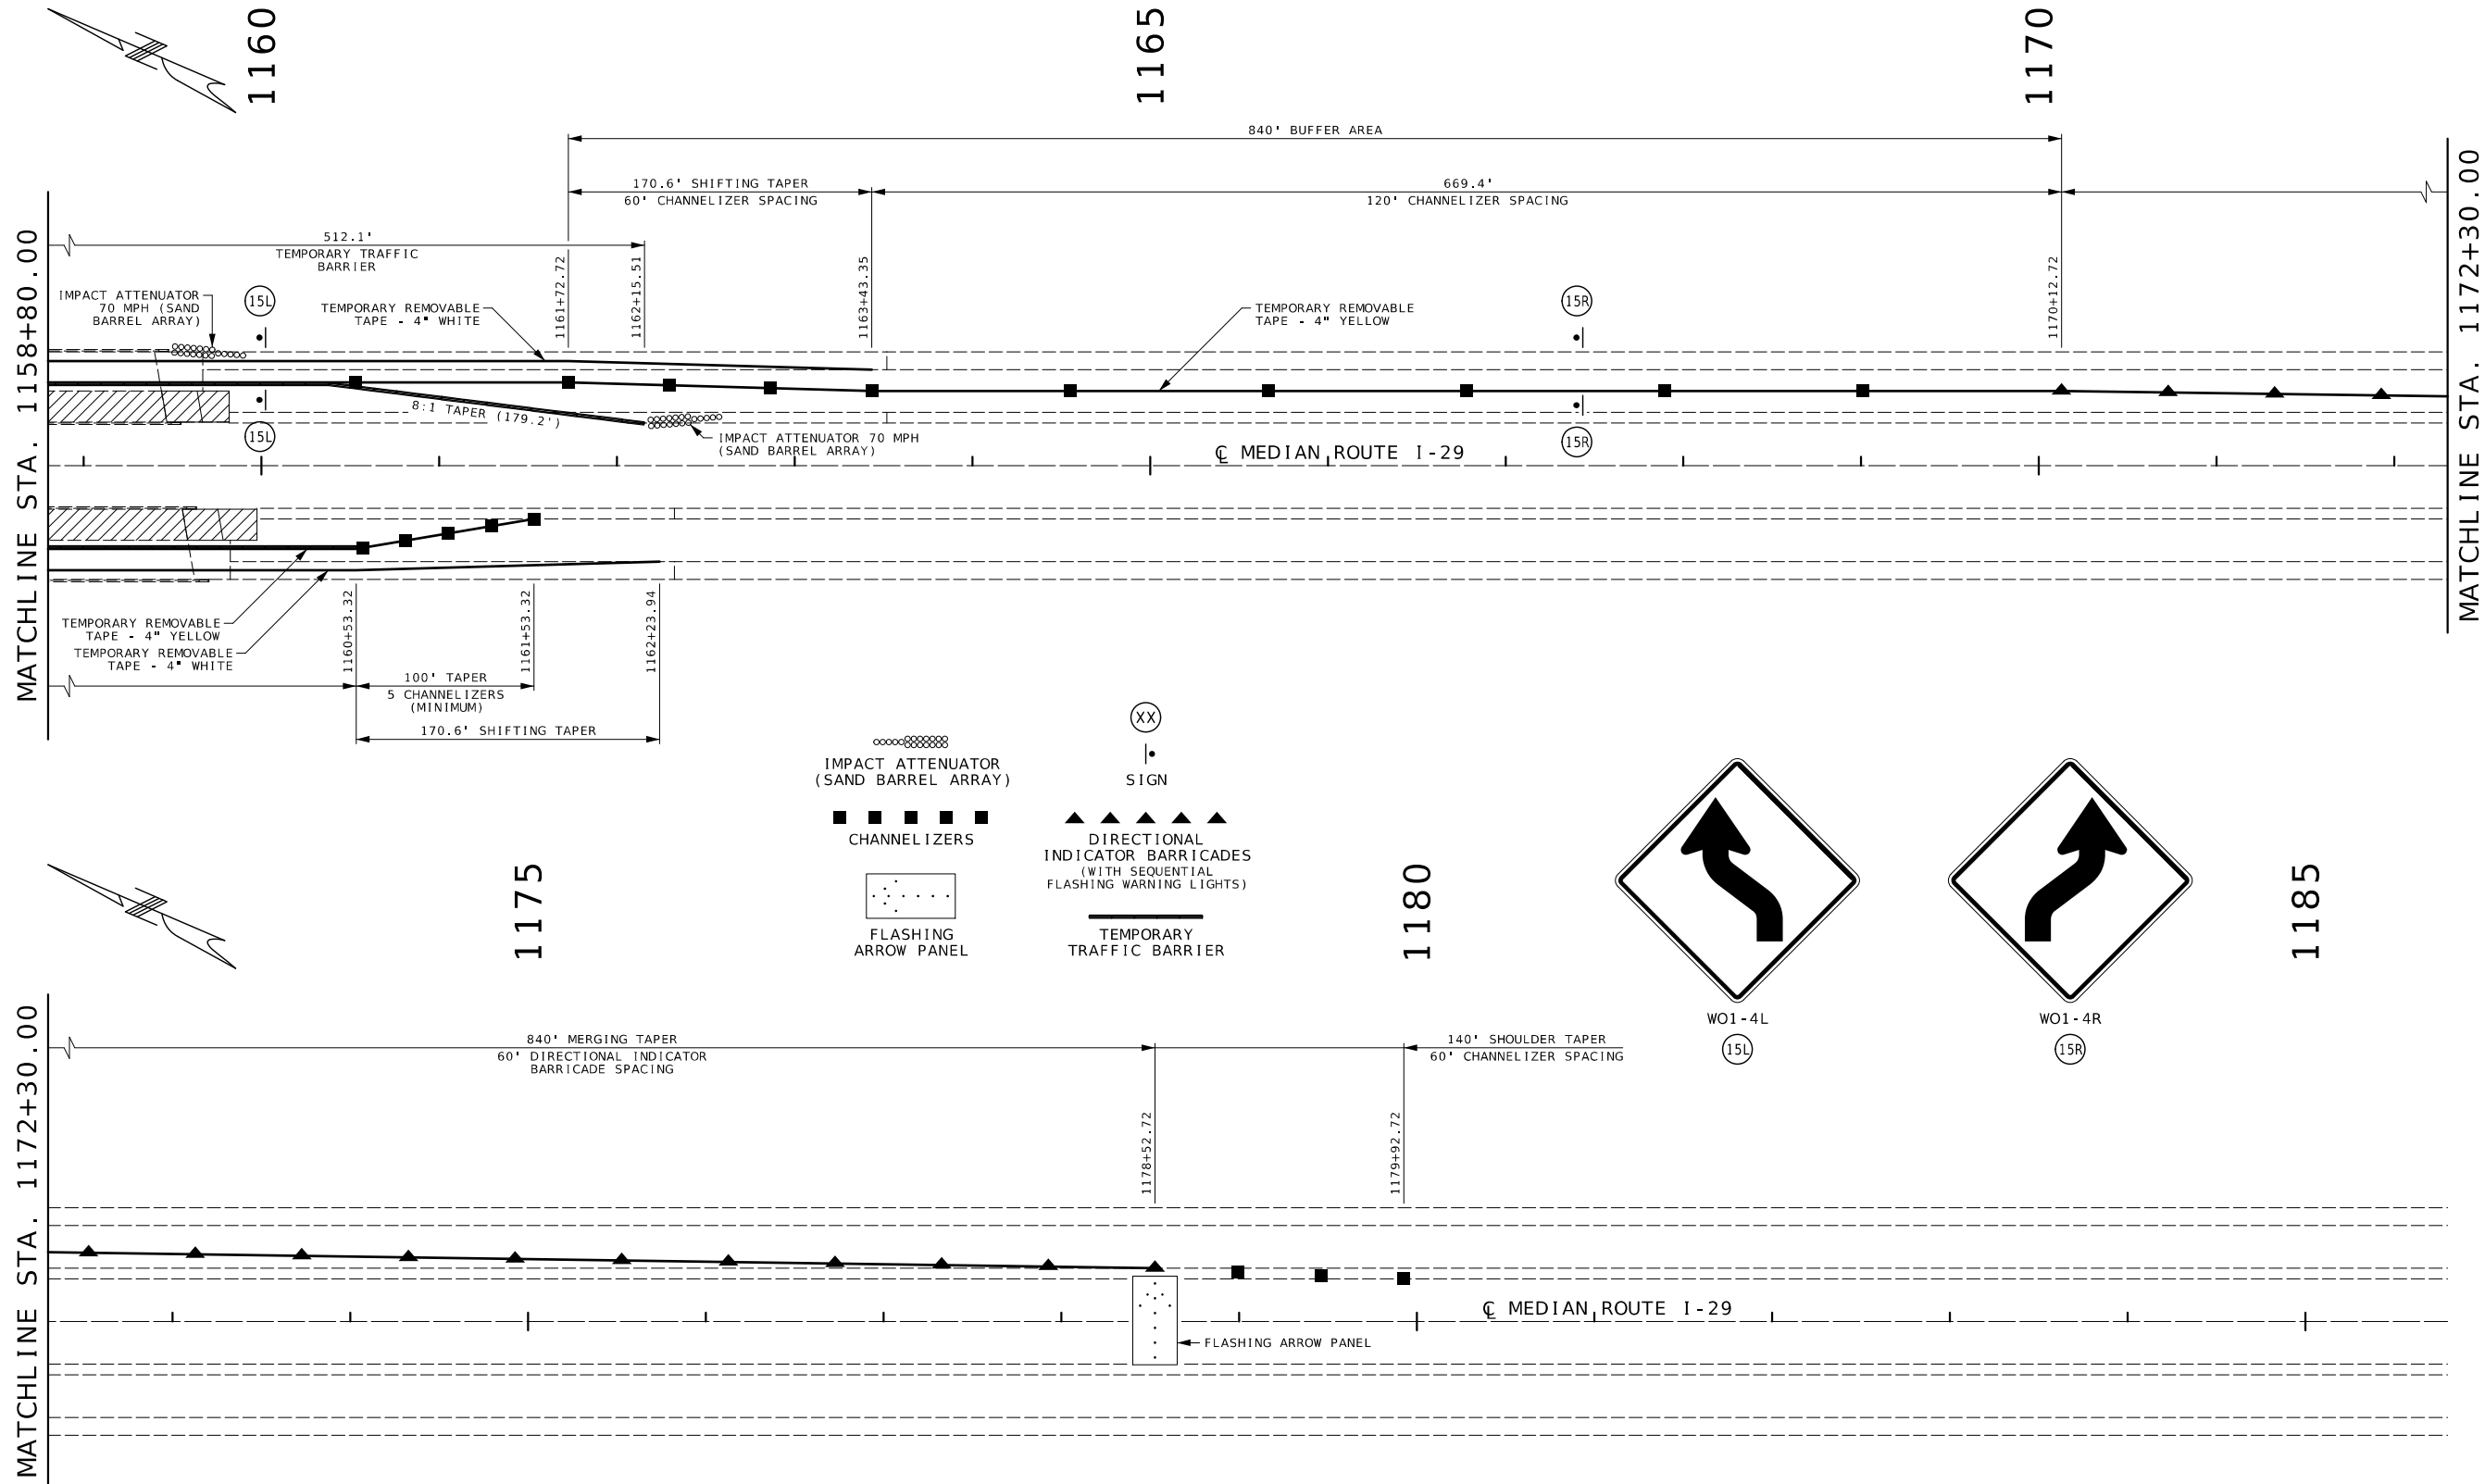 1160
1165
1170
840' BUFFER AREA
170.6' SHIFTING TAPER
60' CHANNELIZER SPACING
669.4'
120' CHANNELIZER SPACING
512.1'
TEMPORARY TRAFFIC
BARRIER
MATCHLINE STA. 1158+80.00
MATCHLINE STA. 1172+30.00
1161+72.72
1162+15.51
1163+43.35
1170+12.72
IMPACT ATTENUATOR
70 MPH (SAND
BARREL ARRAY)
15L
TEMPORARY REMOVABLE
TAPE - 4" WHITE
TEMPORARY REMOVABLE
TAPE - 4" YELLOW
15R
8:1 TAPER (179.2')
15L
IMPACT ATTENUATOR 70 MPH
(SAND BARREL ARRAY)
15R
℄ MEDIAN ROUTE I-29
TEMPORARY REMOVABLE
TAPE - 4" YELLOW
TEMPORARY REMOVABLE
TAPE - 4" WHITE
1160+53.32
1161+53.32
1162+23.94
100' TAPER
5 CHANNELIZERS
(MINIMUM)
170.6' SHIFTING TAPER
IMPACT ATTENUATOR
(SAND BARREL ARRAY)
XX
SIGN
CHANNELIZERS
DIRECTIONAL
INDICATOR BARRICADES
(WITH SEQUENTIAL
FLASHING WARNING LIGHTS)
FLASHING
ARROW PANEL
TEMPORARY
TRAFFIC BARRIER
WO1-4L
15L
WO1-4R
15R
1175
1180
1185
MATCHLINE STA. 1172+30.00
840' MERGING TAPER
60' DIRECTIONAL INDICATOR
BARRICADE SPACING
140' SHOULDER TAPER
60' CHANNELIZER SPACING
1178+52.72
1179+92.72
℄ MEDIAN ROUTE I-29
FLASHING ARROW PANEL